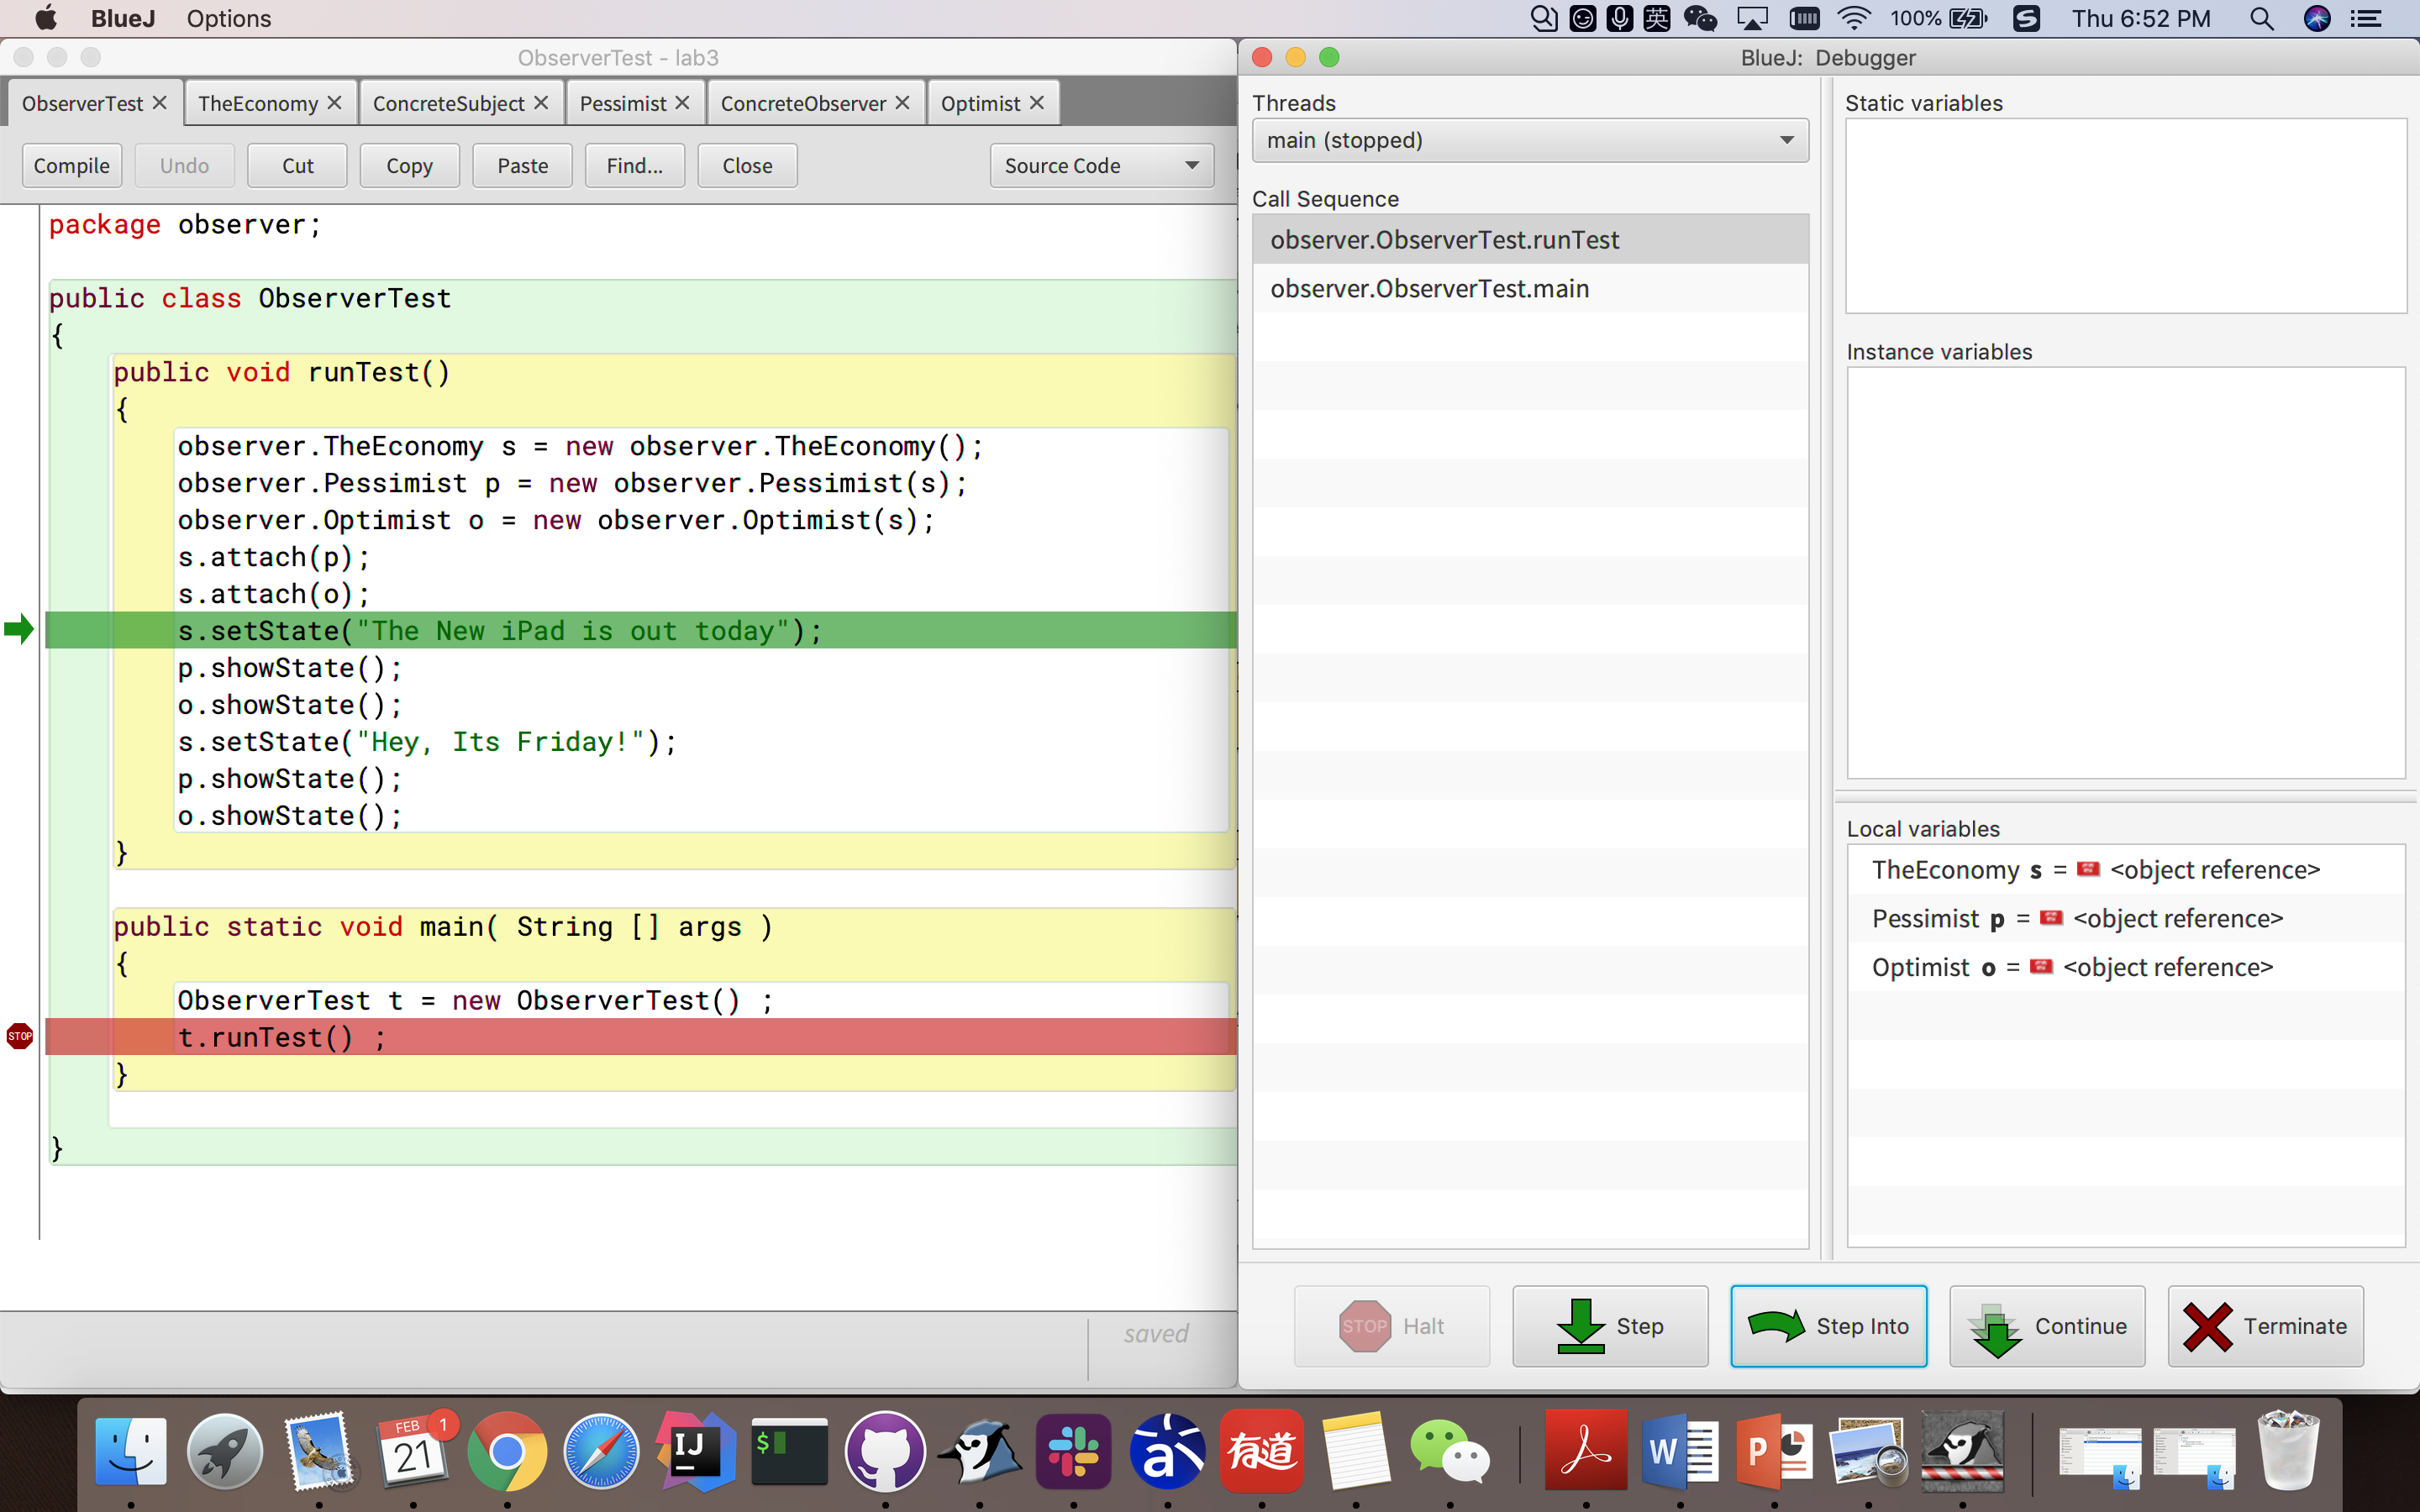 BlueJ Options
英 100% Thu 6:52 PM
ObserverTest - lab3
ObserverTest TheEconomy ConcreteSubject Pessimist ConcreteObserver Optimist
Compile Undo Cut Copy Paste Find... Close Source Code
package observer;
public class ObserverTest
{
public void runTest()
{
observer.TheEconomy s = new observer.TheEconomy();
observer.Pessimist p = new observer.Pessimist(s);
observer.Optimist o = new observer.Optimist(s);
s.attach(p);
s.attach(o);
s.setState("The New iPad is out today");
p.showState();
o.showState();
s.setState("Hey, Its Friday!");
p.showState();
o.showState();
}
public static void main( String [] args )
{
ObserverTest t = new ObserverTest() ;
STOP t.runTest() ;
}
}
saved
BlueJ: Debugger
Threads
main (stopped)
Call Sequence
observer.ObserverTest.runTest
observer.ObserverTest.main
Static variables
Instance variables
Local variables
TheEconomy s = <object reference>
Pessimist p = <object reference>
Optimist o = <object reference>
STOP Halt Step Step Into Continue Terminate
FEB 1
21
IJ
$
a
有道
W
P